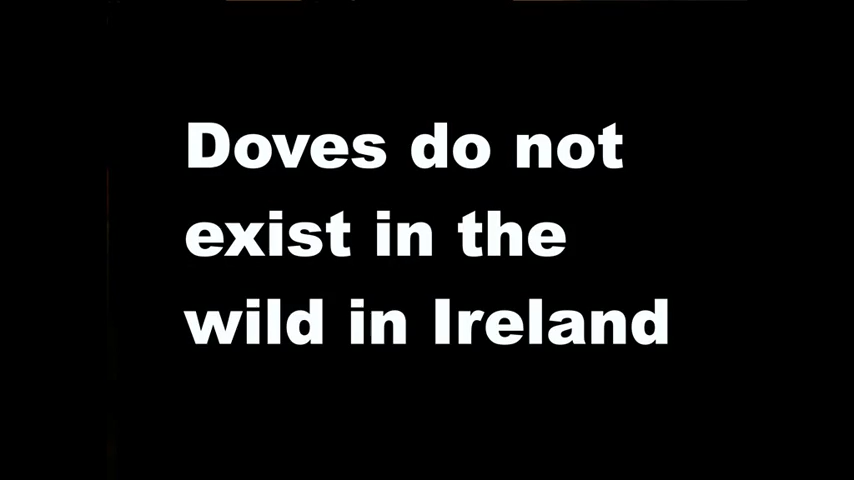 Doves do not
exist in the
wild in Ireland